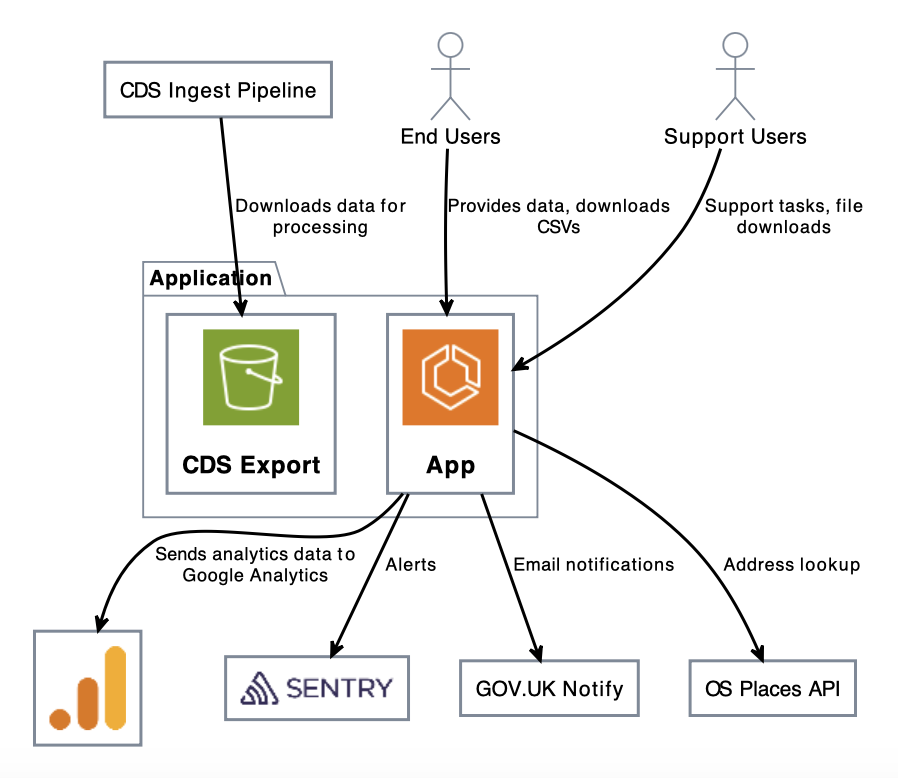 CDS Ingest Pipeline
End Users
Support Users
Downloads data for
processing
Provides data, downloads
CSVs
Support tasks, file
downloads
Application
CDS Export
App
Sends analytics data to
Google Analytics
Alerts
Email notifications
Address lookup
SENTRY
GOV.UK Notify
OS Places API